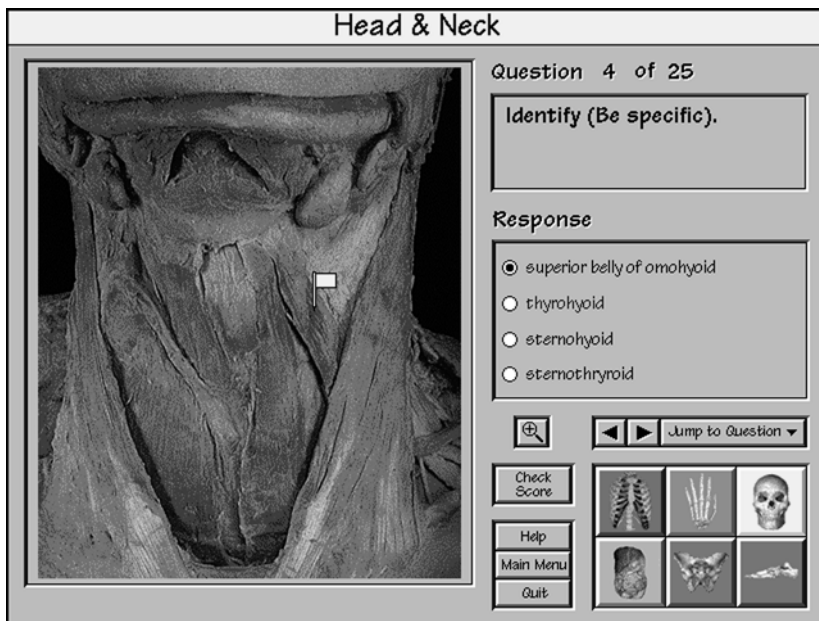 Head & Neck
Question 4 of 25
Identify (Be specific).
Response
superior belly of omohyoid
thyrohyoid
sternohyoid
sternothryroid
Jump to Question
Check
Score
Help
Main Menu
Quit